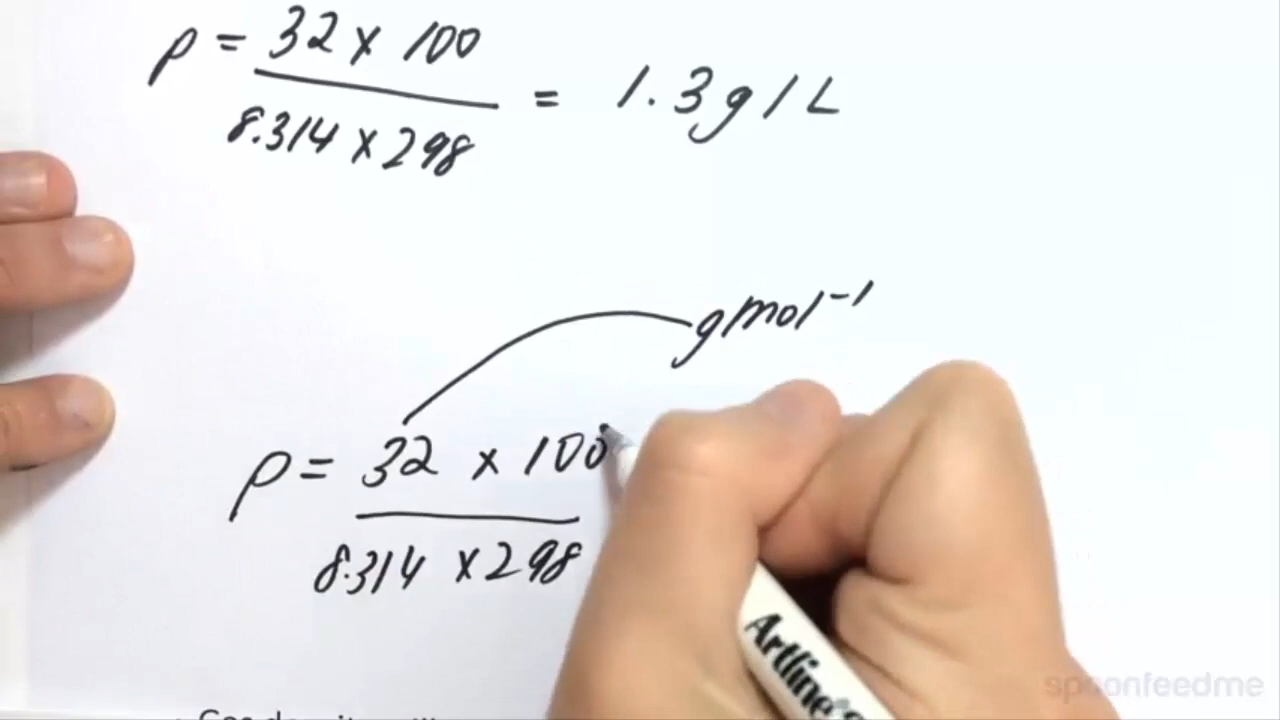 ρ = 32 x 100
8.314 x 298
= 1.3 g / L
g mol⁻¹
ρ = 32 x 100
8.314 x 298
Artline
spoonfeedme